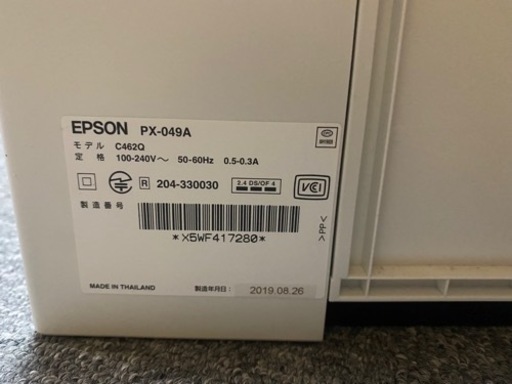 EPSON PX-049A
モデル C462Q
定格 100-240V～ 50-60Hz 0.5-0.3A
R 204-330030
2.4 DS/OF 4
VCI
製造番号
*X5WF417280*
MADE IN THAILAND
製造年月日: 2019.08.26
>PP<